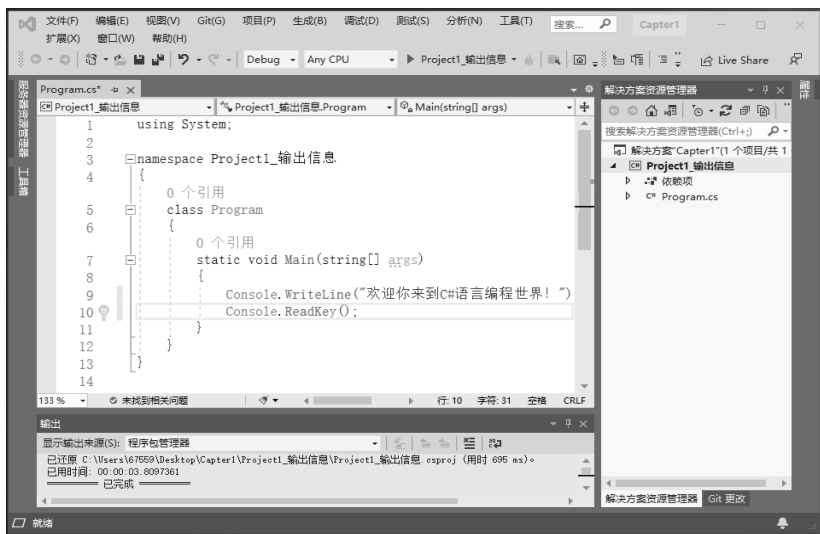 文件(F) 编辑(E) 视图(V) Git(G) 项目(P) 生成(B) 调试(D) 测试(S) 分析(N) 工具(T) 搜索... Capter1
扩展(X) 窗口(W) 帮助(H)
Debug Any CPU Project1_输出信息 Live Share
服务器资源管理器
工具箱
Program.cs*
Project1_输出信息 Project1_输出信息.Program Main(string[] args)
1 using System;
2
3 namespace Project1_输出信息
4 {
0 个引用
5 class Program
6 {
0 个引用
7 static void Main(string[] args)
8 {
9 Console.WriteLine("欢迎你来到C#语言编程世界! ")
10 Console.ReadKey();
11 }
12 }
13 }
14
133 % 未找到相关问题 行: 10 字符: 31 空格 CRLF
输出
显示输出来源(S): 程序包管理器
已还原 C:\Users\67559\Desktop\Capter1\Project1_输出信息\Project1_输出信息.csproj (用时 695 ms)。
已用时间: 00:00:03.8097361
========== 已完成 ==========
解决方案资源管理器
搜索解决方案资源管理器(Ctrl+;)
解决方案"Capter1"(1 个项目/共 1
Project1_输出信息
依赖项
C# Program.cs
解决方案资源管理器 Git 更改
属性
就绪